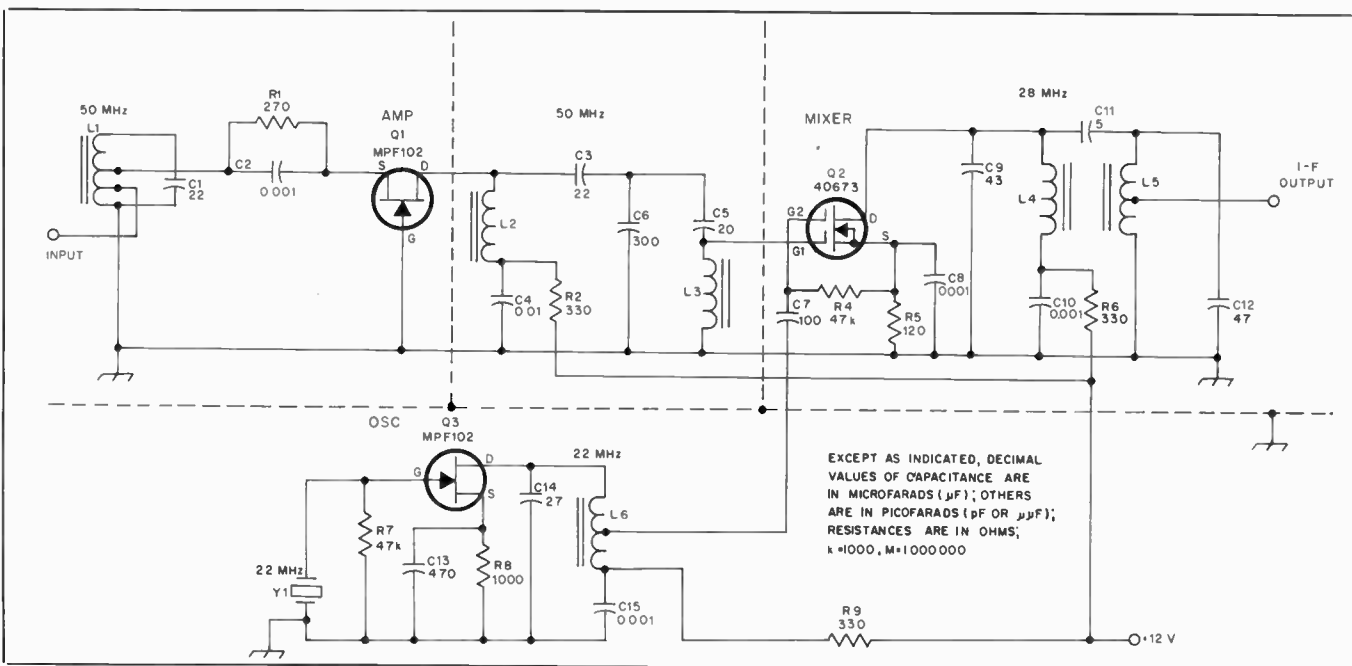 50 MHz
L1
C1
22
INPUT
R1
270
C2
0.001
AMP
Q1
MPF102
S
D
G
50 MHz
L2
C3
22
C4
0.01
R2
330
C6
300
C5
20
L3
MIXER
Q2
40673
G2
G1
D
S
C7
100
R4
47k
R5
120
C8
0.001
C9
43
28 MHz
C11
5
L4
L5
C10
0.001
R6
330
C12
47
I-F
OUTPUT
OSC
Q3
MPF102
G
D
S
22 MHz
Y1
R7
47k
C13
470
R8
1000
C14
27
22 MHz
L6
C15
0.001
R9
330
+12 V
EXCEPT AS INDICATED, DECIMAL
VALUES OF CAPACITANCE ARE
IN MICROFARADS (µF); OTHERS
ARE IN PICOFARADS (pF OR µµF);
RESISTANCES ARE IN OHMS;
k=1000, M=1000000